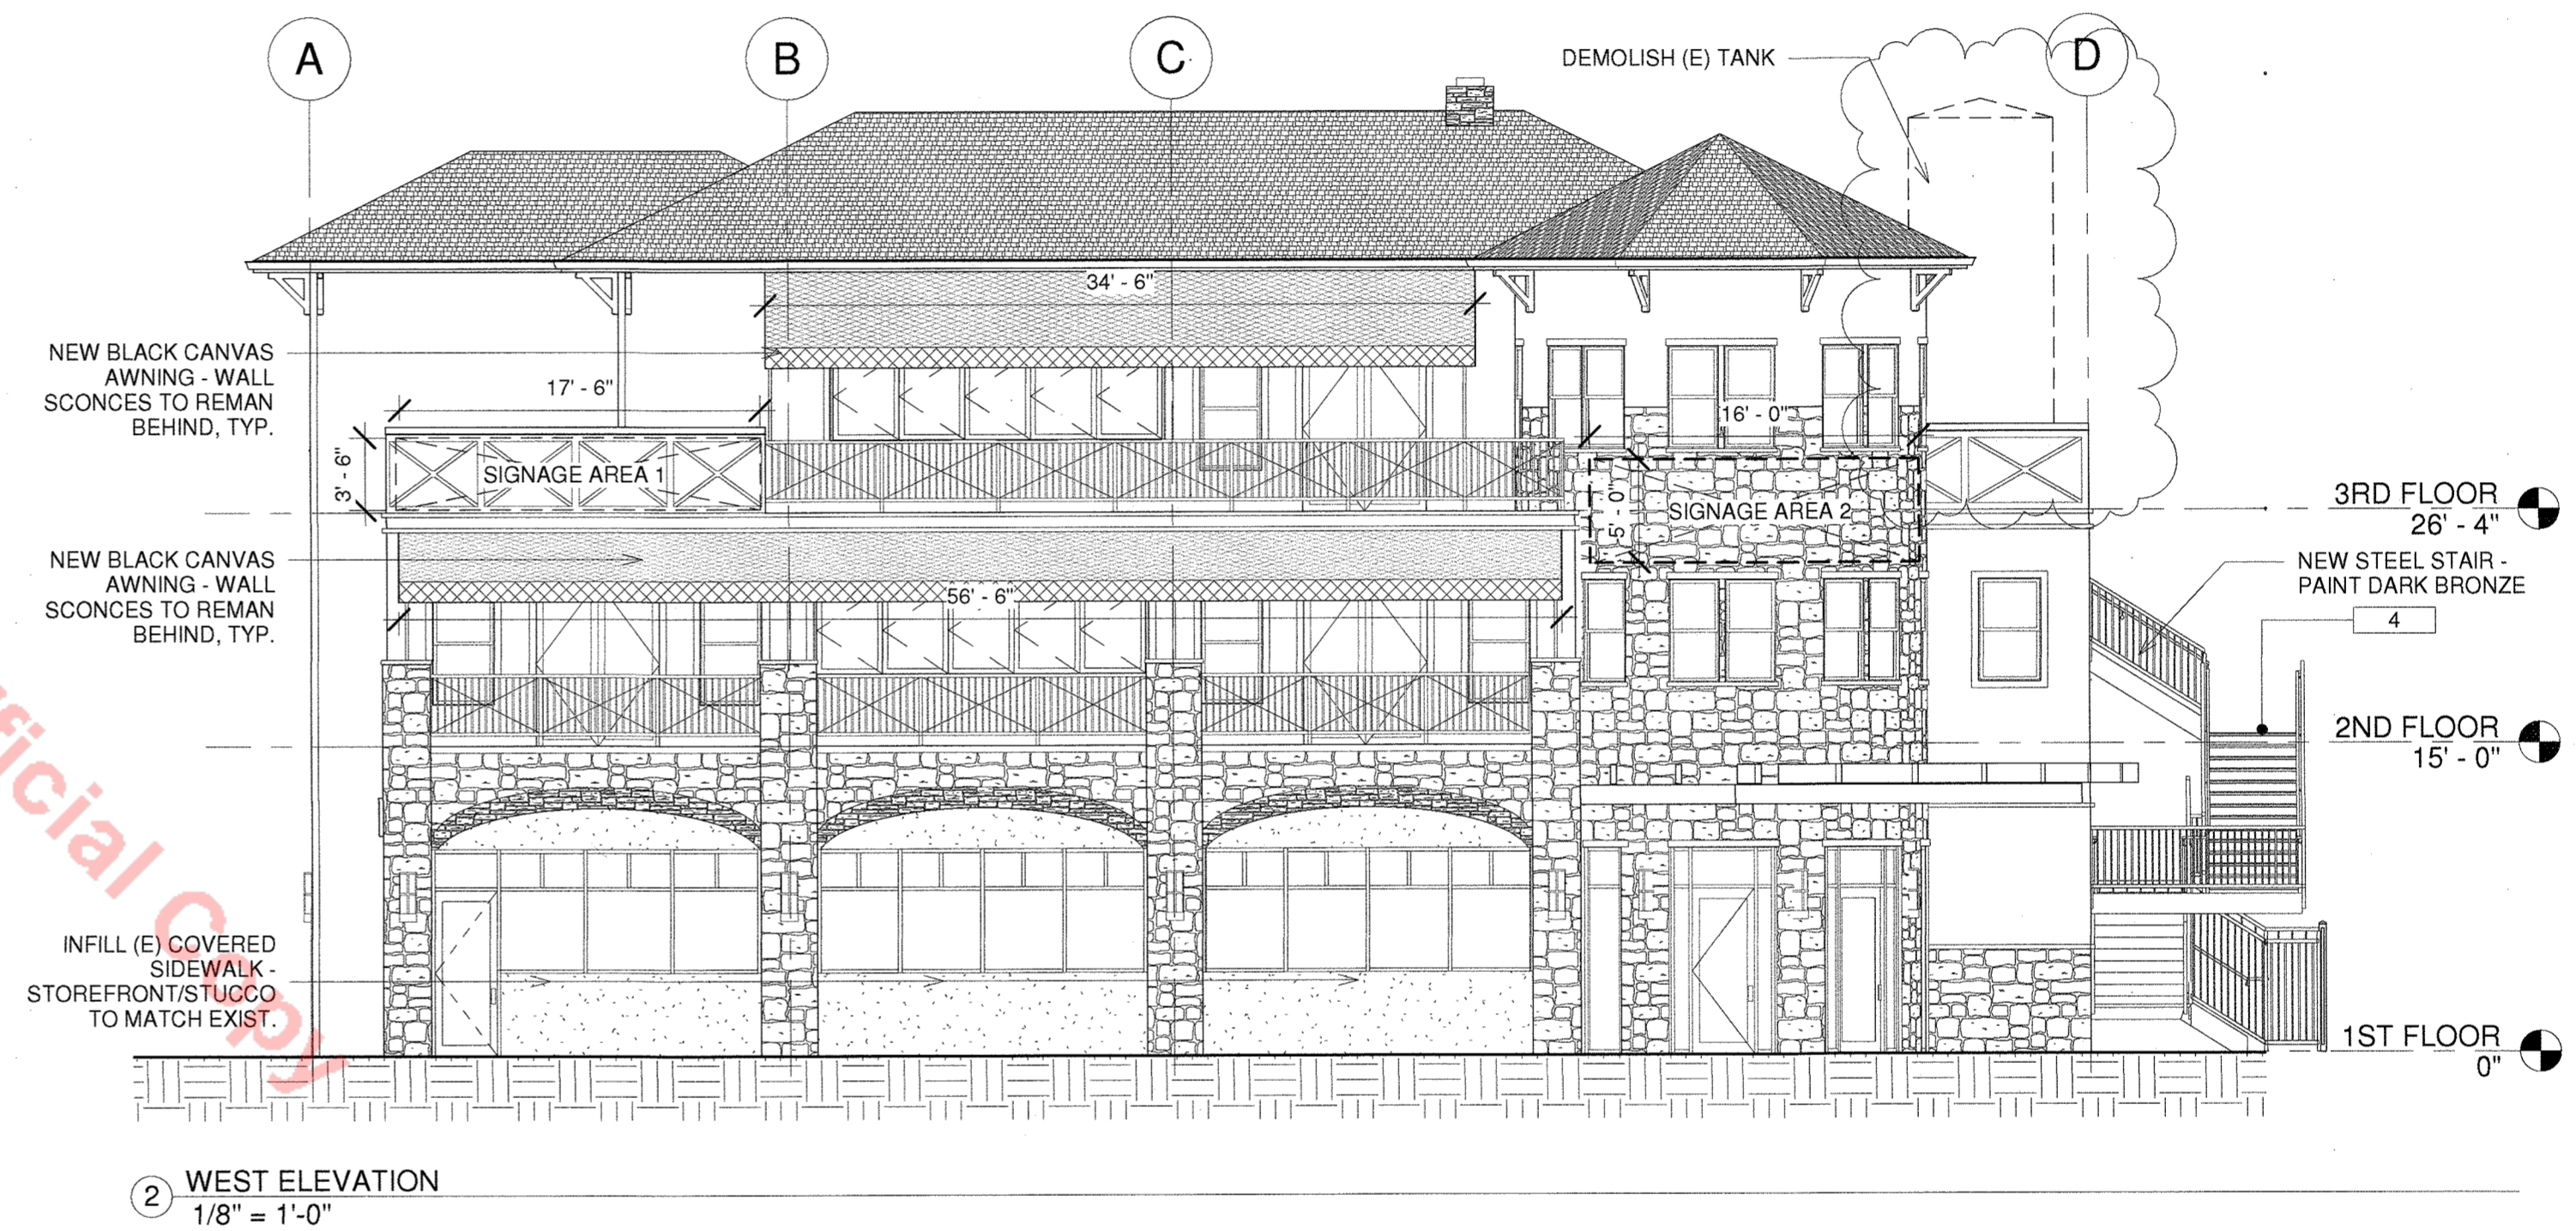 A
B
C
D
DEMOLISH (E) TANK
34' - 6"
NEW BLACK CANVAS
AWNING - WALL
SCONCES TO REMAN
BEHIND, TYP.
17' - 6"
16' - 0"
3' - 6"
SIGNAGE AREA 1
5' - 0"
SIGNAGE AREA 2
3RD FLOOR
26' - 4"
NEW BLACK CANVAS
AWNING - WALL
SCONCES TO REMAN
BEHIND, TYP.
56' - 6"
NEW STEEL STAIR -
PAINT DARK BRONZE
4
2ND FLOOR
15' - 0"
INFILL (E) COVERED
SIDEWALK -
STOREFRONT/STUCCO
TO MATCH EXIST.
1ST FLOOR
0"
ficial Copy
2
WEST ELEVATION
1/8" = 1'-0"